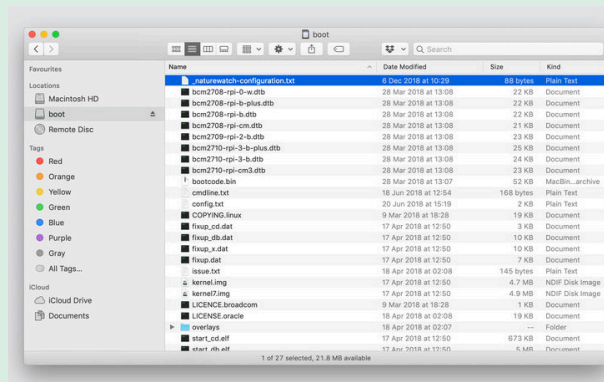 boot
Search
Favourites
Locations
Macintosh HD
boot
Remote Disc
Tags
Red
Orange
Yellow
Green
Blue
Purple
Gray
All Tags...
iCloud
iCloud Drive
Documents
Name Date Modified Size Kind
_naturewatch-configuration.txt 6 Dec 2018 at 10:29 88 bytes Plain Text
bcm2708-rpi-0-w.dtb 28 Mar 2018 at 13:08 22 KB Document
bcm2708-rpi-b-plus.dtb 28 Mar 2018 at 13:08 22 KB Document
bcm2708-rpi-b.dtb 28 Mar 2018 at 13:08 22 KB Document
bcm2708-rpi-cm.dtb 28 Mar 2018 at 13:08 21 KB Document
bcm2709-rpi-2-b.dtb 28 Mar 2018 at 13:08 23 KB Document
bcm2710-rpi-3-b-plus.dtb 28 Mar 2018 at 13:08 25 KB Document
bcm2710-rpi-3-b.dtb 28 Mar 2018 at 13:08 24 KB Document
bcm2710-rpi-cm3.dtb 28 Mar 2018 at 13:08 23 KB Document
bootcode.bin 28 Mar 2018 at 13:07 52 KB MacBin...archive
cmdline.txt 18 Jun 2018 at 12:54 168 bytes Plain Text
config.txt 20 Jun 2018 at 15:19 2 KB Plain Text
COPYING.linux 9 Mar 2018 at 18:28 19 KB Document
fixup_cd.dat 17 Apr 2018 at 12:50 3 KB Document
fixup_db.dat 17 Apr 2018 at 12:50 10 KB Document
fixup_x.dat 17 Apr 2018 at 12:50 10 KB Document
fixup.dat 17 Apr 2018 at 12:50 7 KB Document
issue.txt 18 Apr 2018 at 02:08 145 bytes Plain Text
kernel.img 17 Apr 2018 at 12:50 4.7 MB NDIF Disk Image
kernel7.img 17 Apr 2018 at 12:50 4.9 MB NDIF Disk Image
LICENCE.broadcom 9 Mar 2018 at 18:28 1 KB Document
LICENSE.oracle 18 Apr 2018 at 02:08 19 KB Document
overlays 18 Apr 2018 at 02:07 -- Folder
start_cd.elf 17 Apr 2018 at 12:50 673 KB Document
start_db.elf 17 Apr 2018 at 12:50 5 MB Document
1 of 27 selected, 21.8 MB available